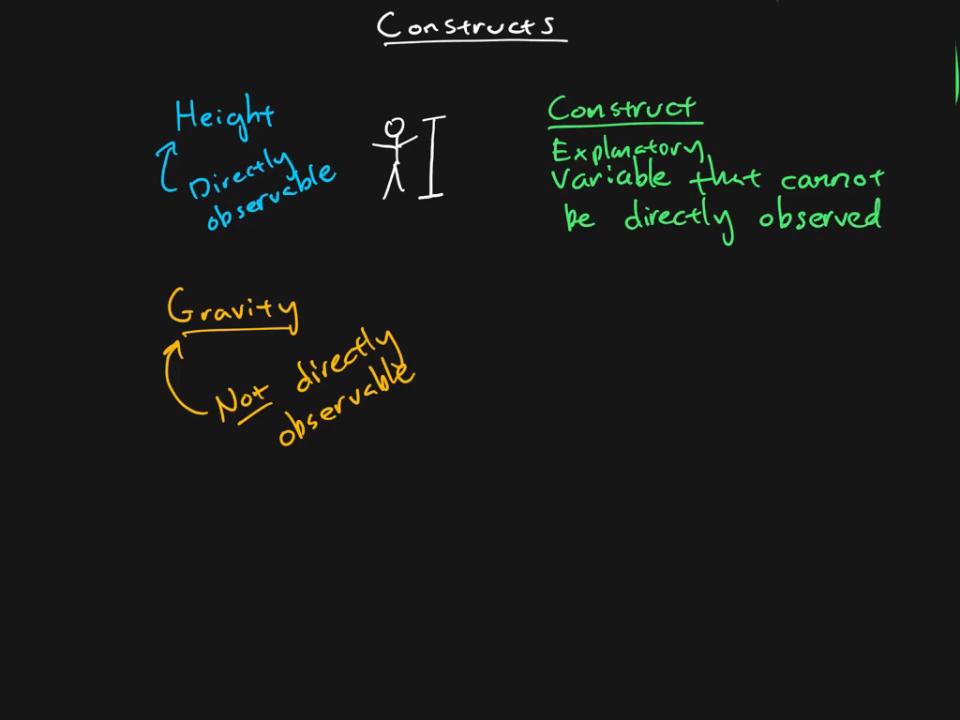 Constructs
Height
Directly
observable
Construct
Explanatory
Variable that cannot
be directly observed
Gravity
Not directly
observable